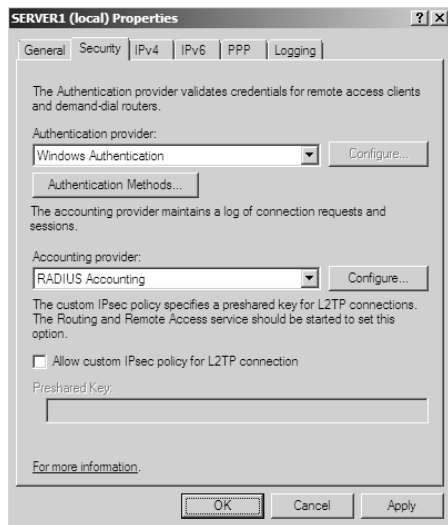 SERVER1 (local) Properties
General Security IPv4 IPv6 PPP Logging
The Authentication provider validates credentials for remote access clients
and demand-dial routers.
Authentication provider:
Windows Authentication Configure...
Authentication Methods...
The accounting provider maintains a log of connection requests and
sessions.
Accounting provider:
RADIUS Accounting Configure...
The custom IPsec policy specifies a preshared key for L2TP connections.
The Routing and Remote Access service should be started to set this
option.
Allow custom IPsec policy for L2TP connection
Preshared Key:
For more information.
OK Cancel Apply